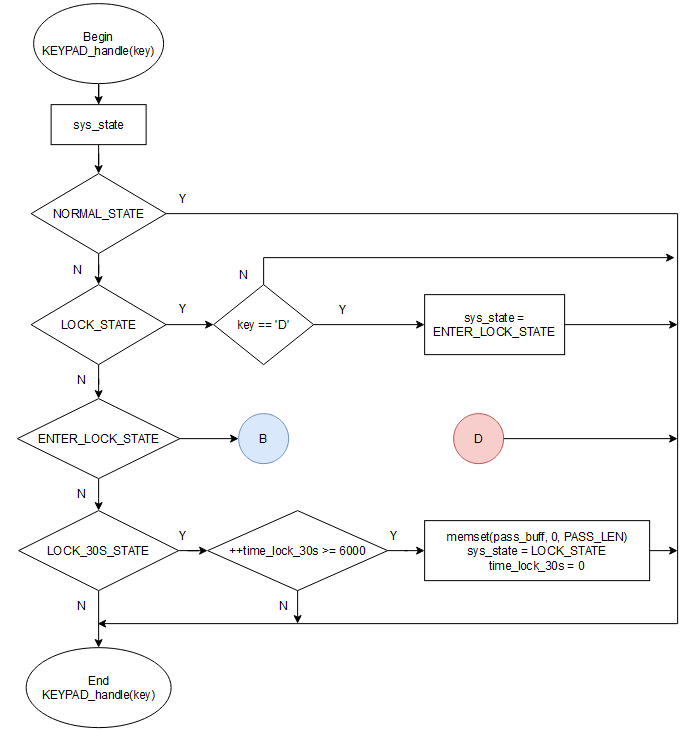 Begin
KEYPAD_handle(key)
sys_state
NORMAL_STATE
Y
N
LOCK_STATE
Y
key == 'D'
N
Y
sys_state =
ENTER_LOCK_STATE
N
ENTER_LOCK_STATE
B
D
N
LOCK_30S_STATE
Y
++time_lock_30s >= 6000
Y
memset(pass_buff, 0, PASS_LEN)
sys_state = LOCK_STATE
time_lock_30s = 0
N
N
End
KEYPAD_handle(key)